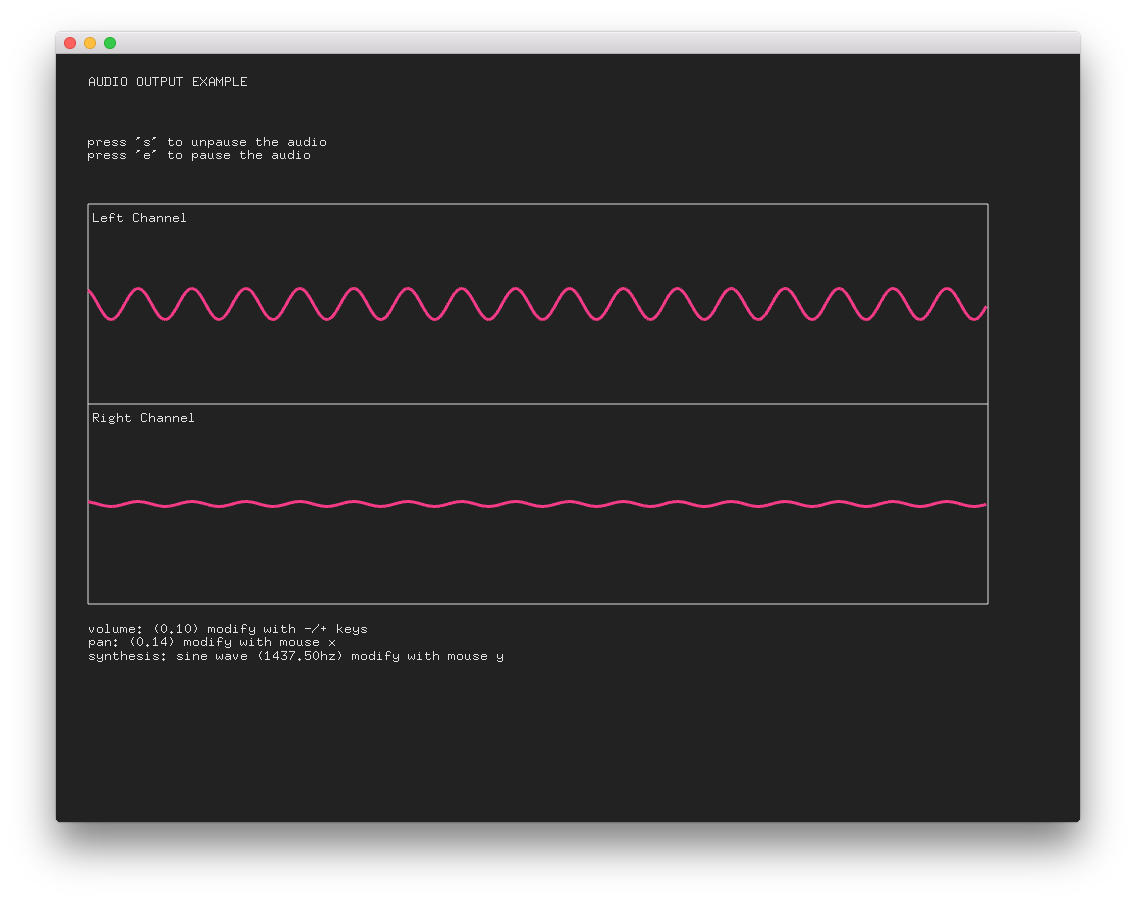 AUDIO OUTPUT EXAMPLE
press 's' to unpause the audio
press 'e' to pause the audio
Left Channel
Right Channel
volume: (0.10) modify with -/+ keys
pan: (0.14) modify with mouse x
synthesis: sine wave (1437.50hz) modify with mouse y